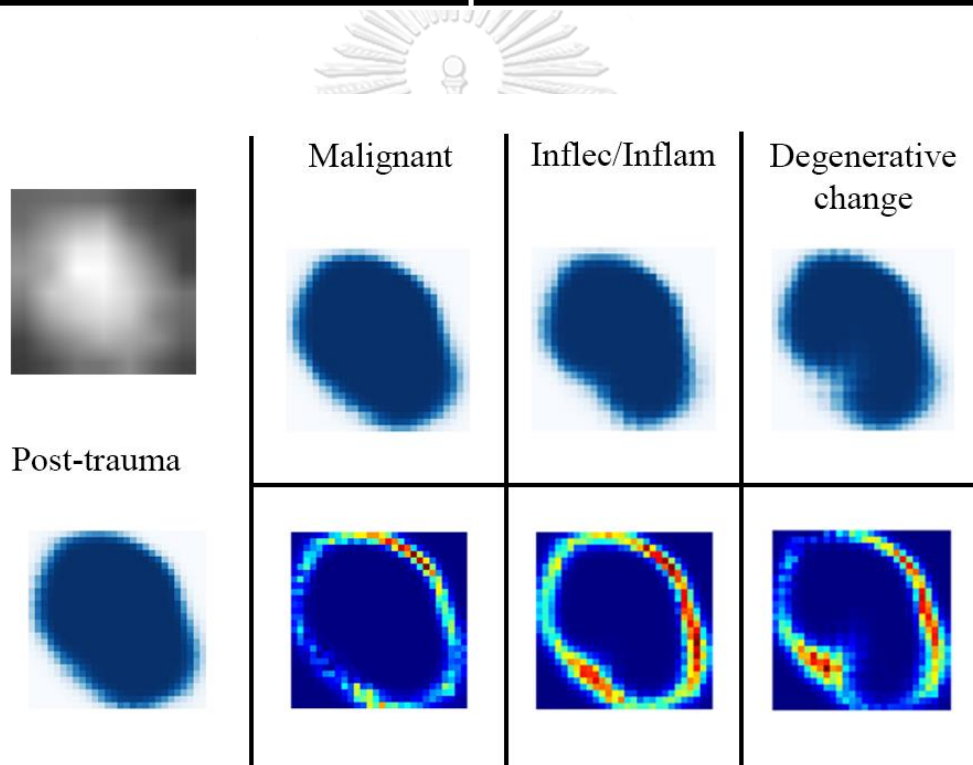 Malignant
Inflec/Inflam
Degenerative
change
Post-trauma